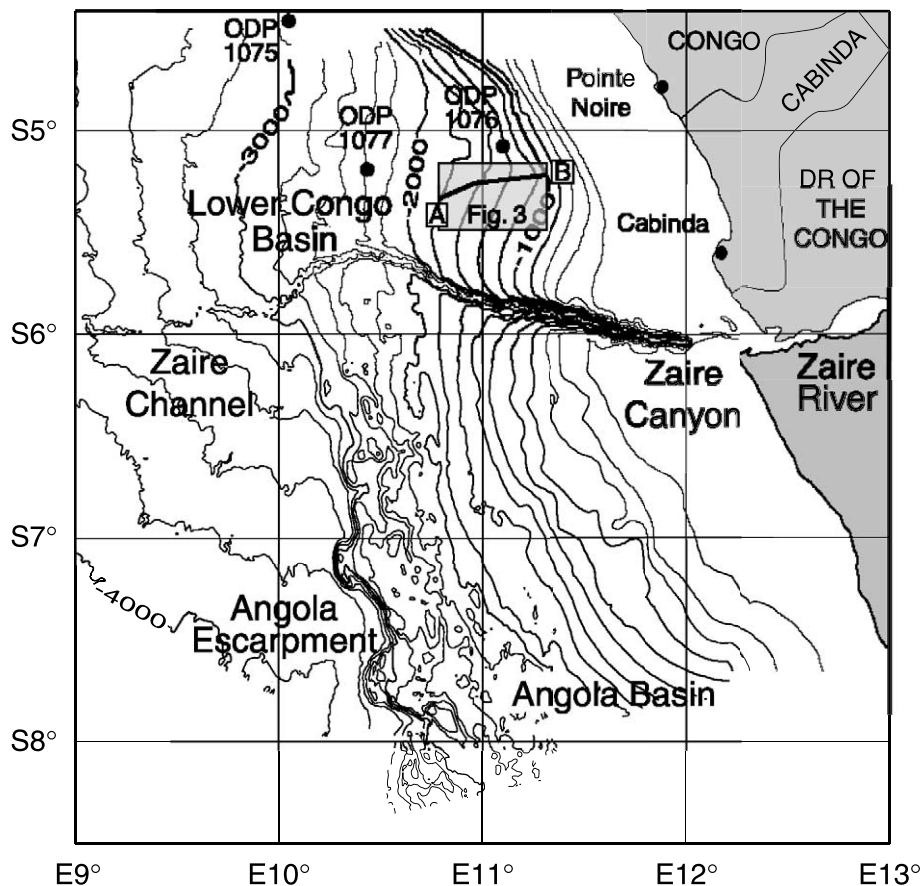 ODP
1075
CONGO
CABINDA
Pointe
Noire
ODP
1076
ODP
1077
S5°
-3000
-2000
B
DR OF
THE
CONGO
Lower Congo
Basin
A
Fig. 3
-1000
Cabinda
S6°
Zaire
Channel
Zaire
Canyon
Zaire
River
S7°
-4000
Angola
Escarpment
Angola Basin
S8°
E9°
E10°
E11°
E12°
E13°